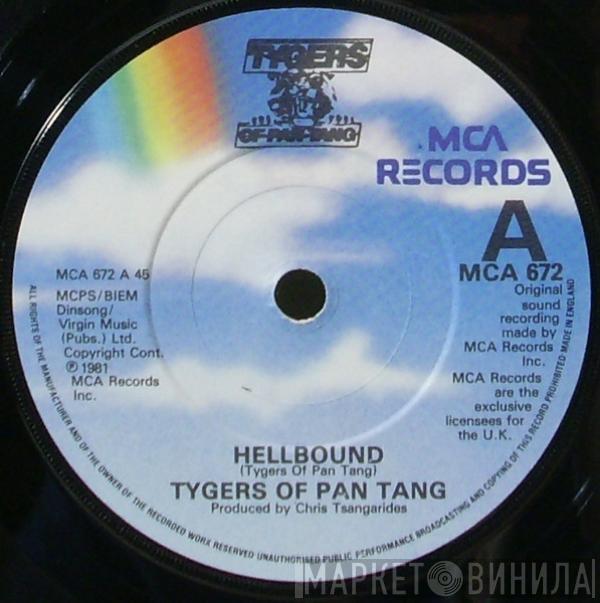 TYGERS
OF PAN TANG
MCA
RECORDS
A
MCA 672
MCA 672 A 45
MCPS/BIEM
Dinsong/
Virgin Music
(Pubs.) Ltd.
Copyright Cont.
℗ 1981
MCA Records
Inc.
Original
sound
recording
made by
MCA Records
Inc.
MCA Records
are the
exclusive
licensees for
the U.K.
HELLBOUND
(Tygers Of Pan Tang)
TYGERS OF PAN TANG
Produced by Chris Tsangarides
ALL RIGHTS OF THE MANUFACTURER AND OF THE OWNER OF THE RECORDED WORK RESERVED·UNAUTHORISED PUBLIC PERFORMANCE BROADCASTING AND COPYING OF THIS RECORD PROHIBITED·MADE IN ENGLAND
МАРКЕТ ВИНИЛА